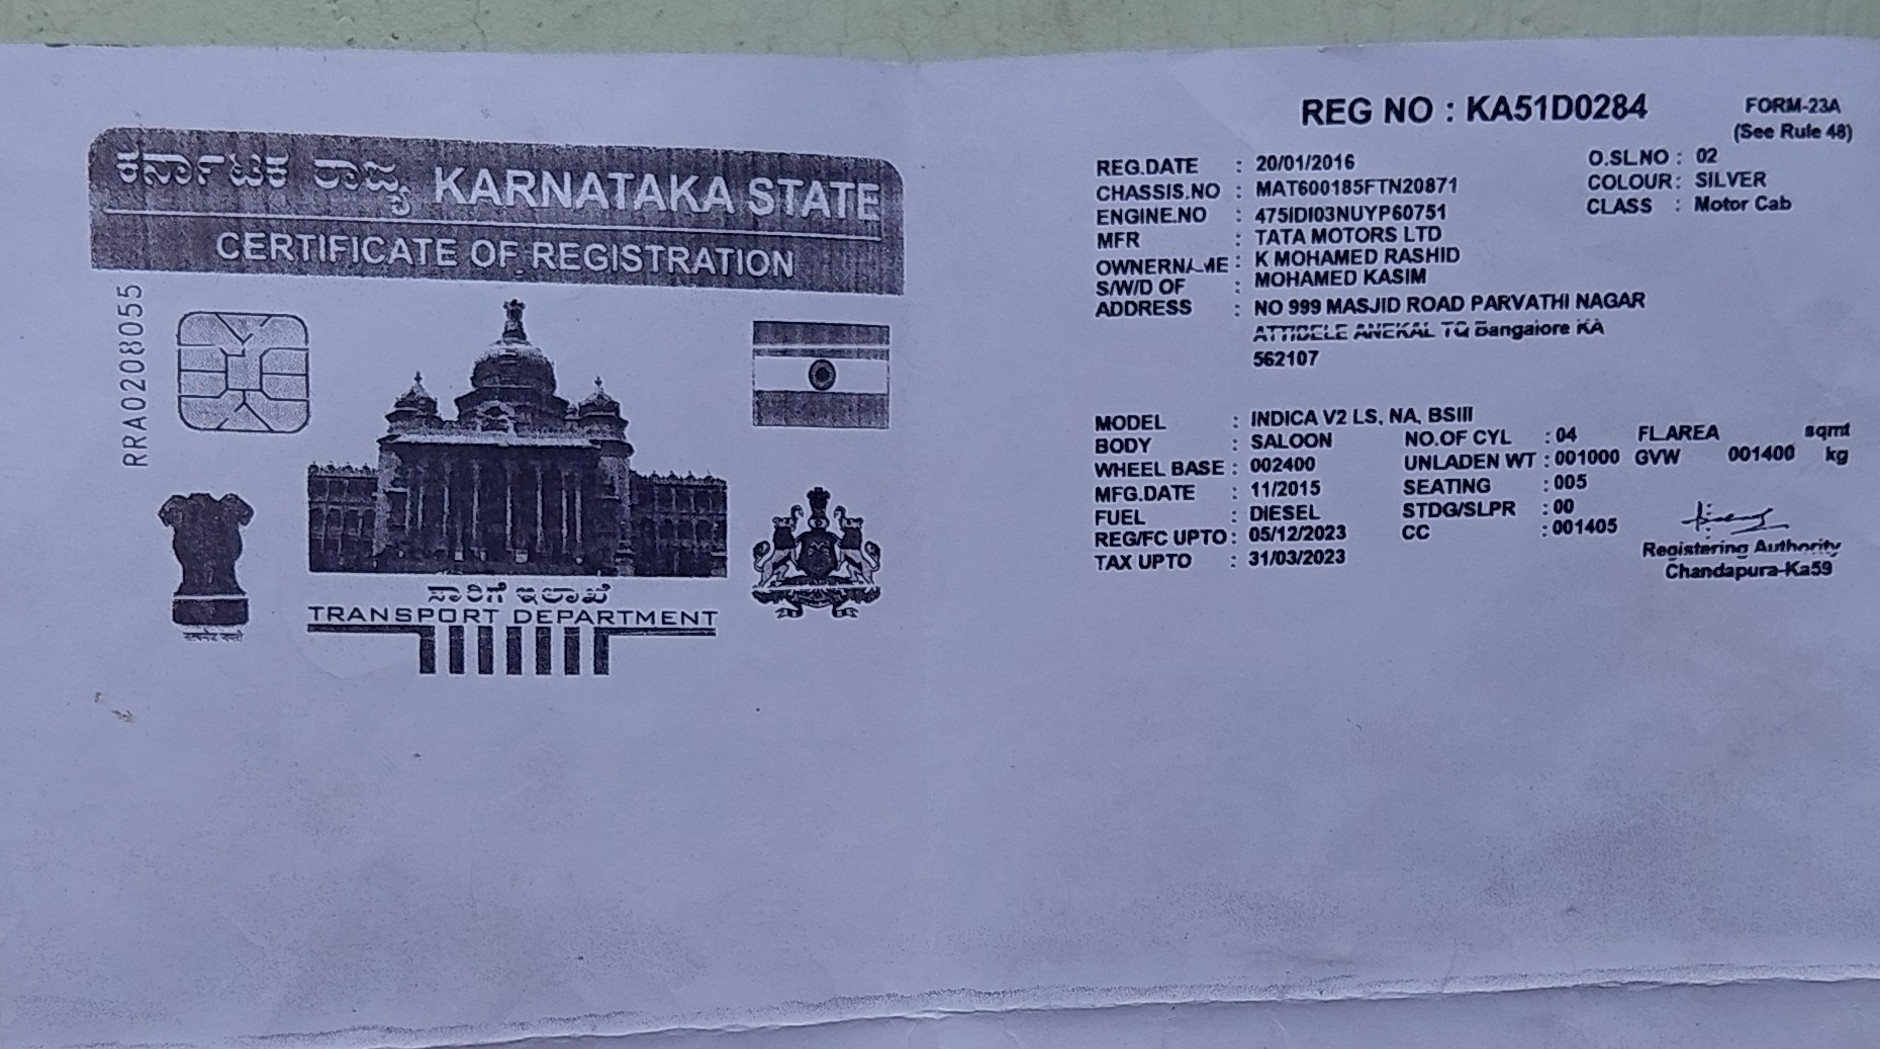 ಕರ್ನಾಟಕ ರಾಜ್ಯ KARNATAKA STATE
CERTIFICATE OF REGISTRATION
RRA0208055
सत्यमेव जयते
ಸಾರಿಗೆ ಇಲಾಖೆ
TRANSPORT DEPARTMENT
REG NO : KA51D0284
FORM-23A
(See Rule 48)
REG.DATE : 20/01/2016 O.SL.NO : 02
CHASSIS.NO : MAT600185FTN20871 COLOUR : SILVER
ENGINE.NO : 475IDI03NUYP60751 CLASS : Motor Cab
MFR : TATA MOTORS LTD
OWNERNAME : K MOHAMED RASHID
S/W/D OF : MOHAMED KASIM
ADDRESS : NO 999 MASJID ROAD PARVATHI NAGAR
ATTIBELE ANEKAL TQ Bangalore KA
562107
MODEL : INDICA V2 LS, NA, BSIII
BODY : SALOON NO.OF CYL : 04 FLAREA sqmt
WHEEL BASE : 002400 UNLADEN WT : 001000 GVW 001400 kg
MFG.DATE : 11/2015 SEATING : 005
FUEL : DIESEL STDG/SLPR : 00
REG/FC UPTO : 05/12/2023 CC : 001405
TAX UPTO : 31/03/2023
Registering Authority
Chandapura-Ka59